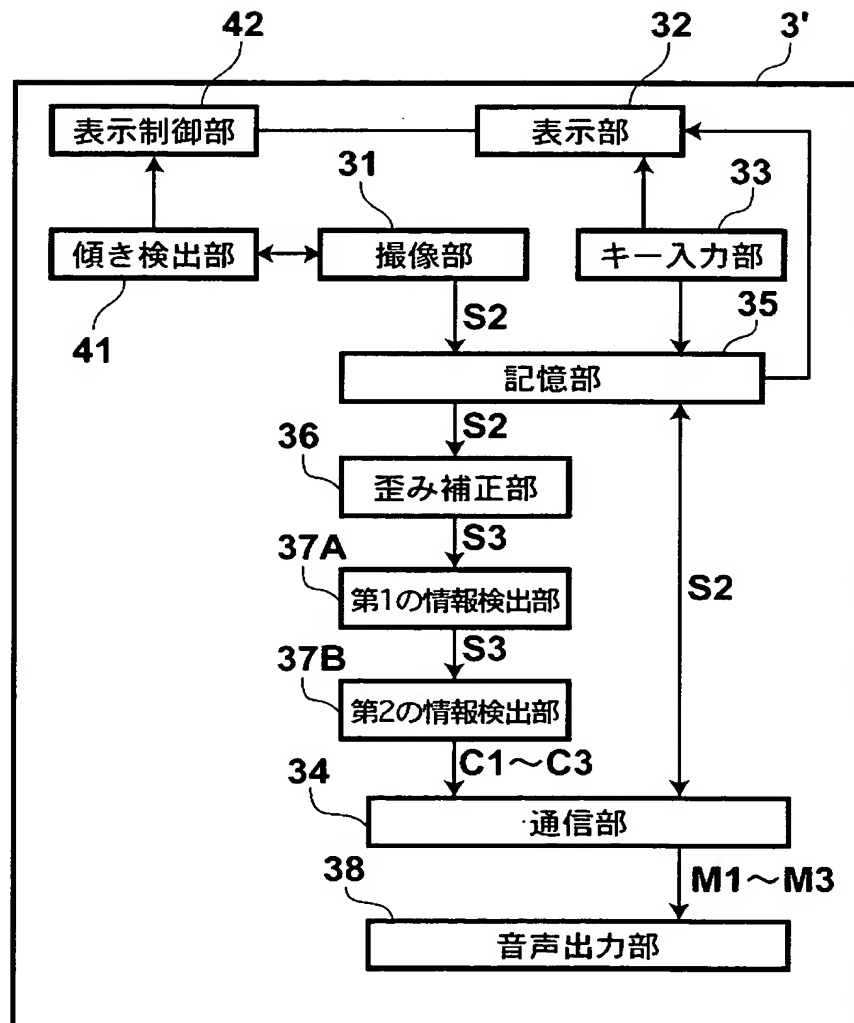 42 32 3'
表示制御部 表示部
31 33
傾き検出部 撮像部 キー入力部
41 S2 35
記憶部
S2
36
歪み補正部
37A S3
第1の情報検出部 S2
S3
37B
第2の情報検出部
34 C1～C3
通信部
38 M1～M3
音声出力部